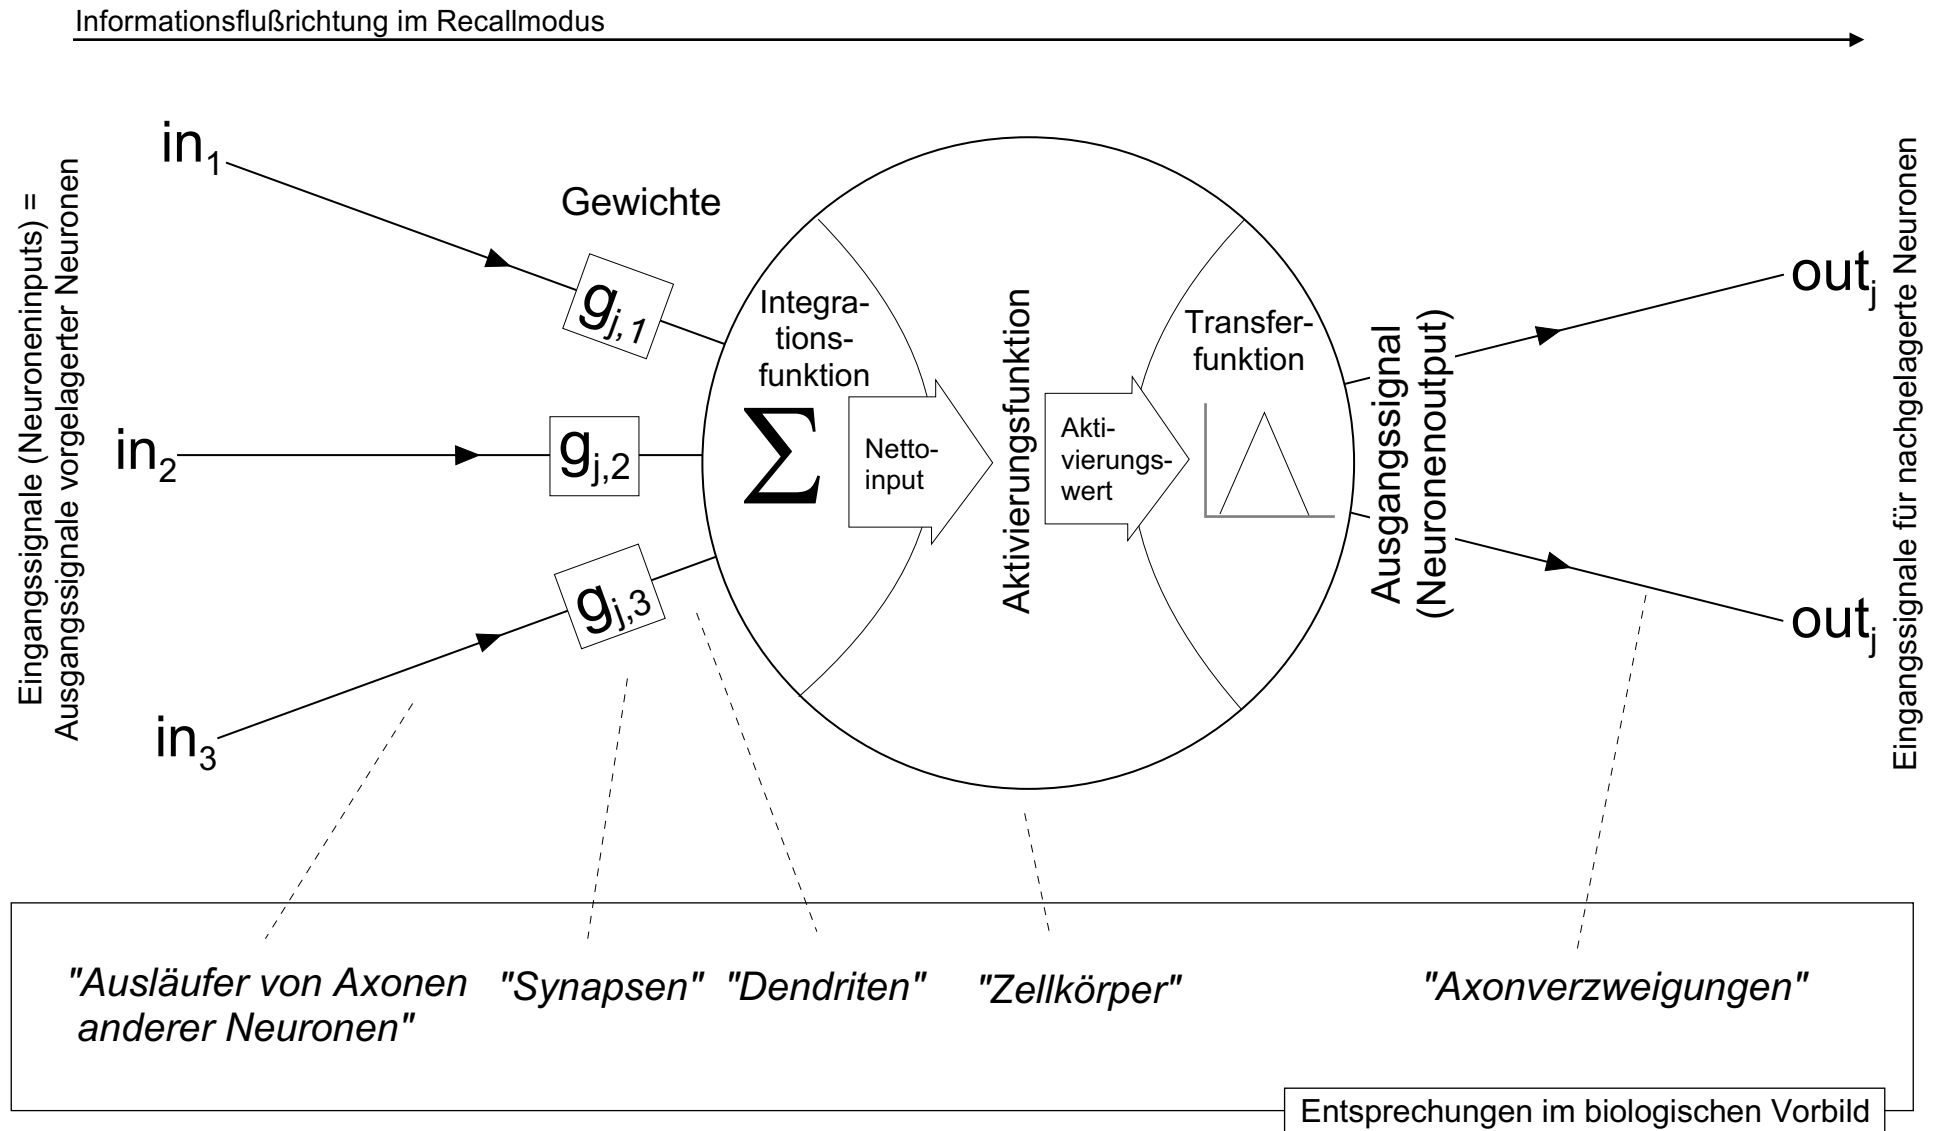 Informationsflußrichtung im Recallmodus
Eingangssignale (Neuroneninputs) =
Ausgangssignale vorgelagerter Neuronen
in1
in2
in3
Gewichte
gj,1
gj,2
gj,3
Integra-
tions-
funktion
Σ
Netto-
input
Aktivierungsfunktion
Akti-
vierungs-
wert
Transfer-
funktion
Ausgangssignal
(Neuronenoutput)
outj
outj
Eingangssignale für nachgelagerte Neuronen
"Ausläufer von Axonen
anderer Neuronen"
"Synapsen"
"Dendriten"
"Zellkörper"
"Axonverzweigungen"
Entsprechungen im biologischen Vorbild